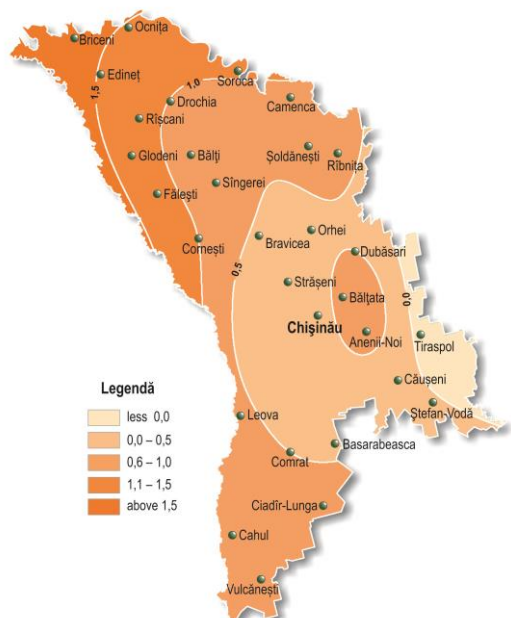 Ocnița
Briceni
Edineț
Soroca
1,5
1,0
Drochia
Camenca
Rîșcani
Glodeni
Bălți
Șoldănești
Rîbnița
Sîngerei
Fălești
Cornești
Bravicea
Orhei
Dubăsari
0,5
Strășeni
Bălțata
0,0
Chișinău
Anenii-Noi
Tiraspol
Căușeni
Ștefan-Vodă
Legendă
less 0,0
0,0 – 0,5
0,6 – 1,0
1,1 – 1,5
above 1,5
Leova
Basarabeasca
Comrat
Ciadîr-Lunga
Cahul
Vulcănești